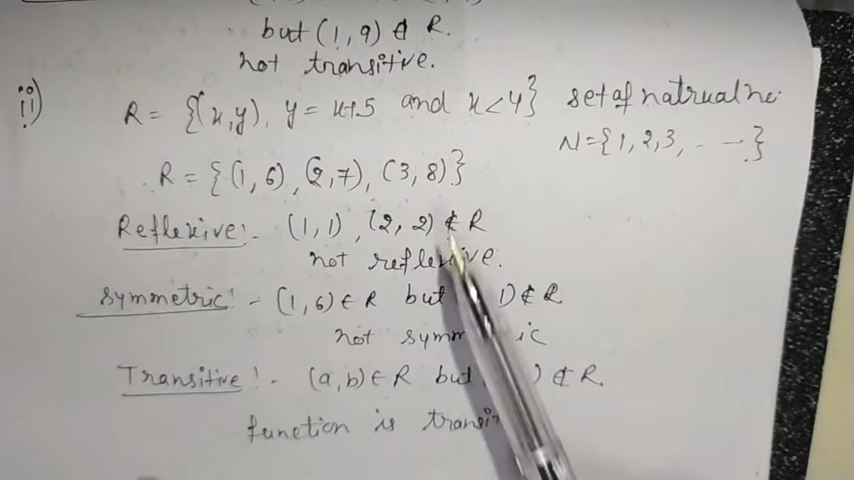 but (1, 9) ∉ R.
not transitive.
ii) R = {(x, y), y = x+5 and x < 4} set of natrual no.
N = {1, 2, 3, . . — .}
R = {(1, 6), (2, 7), (3, 8)}
Reflexive:- (1, 1), (2, 2) ∉ R
not reflexive.
Symmetric:- (1, 6) ∈ R but 1) ∉ R
not symm ic
Transitive:- (a, b) ∈ R but ) ∉ R.
function is transi